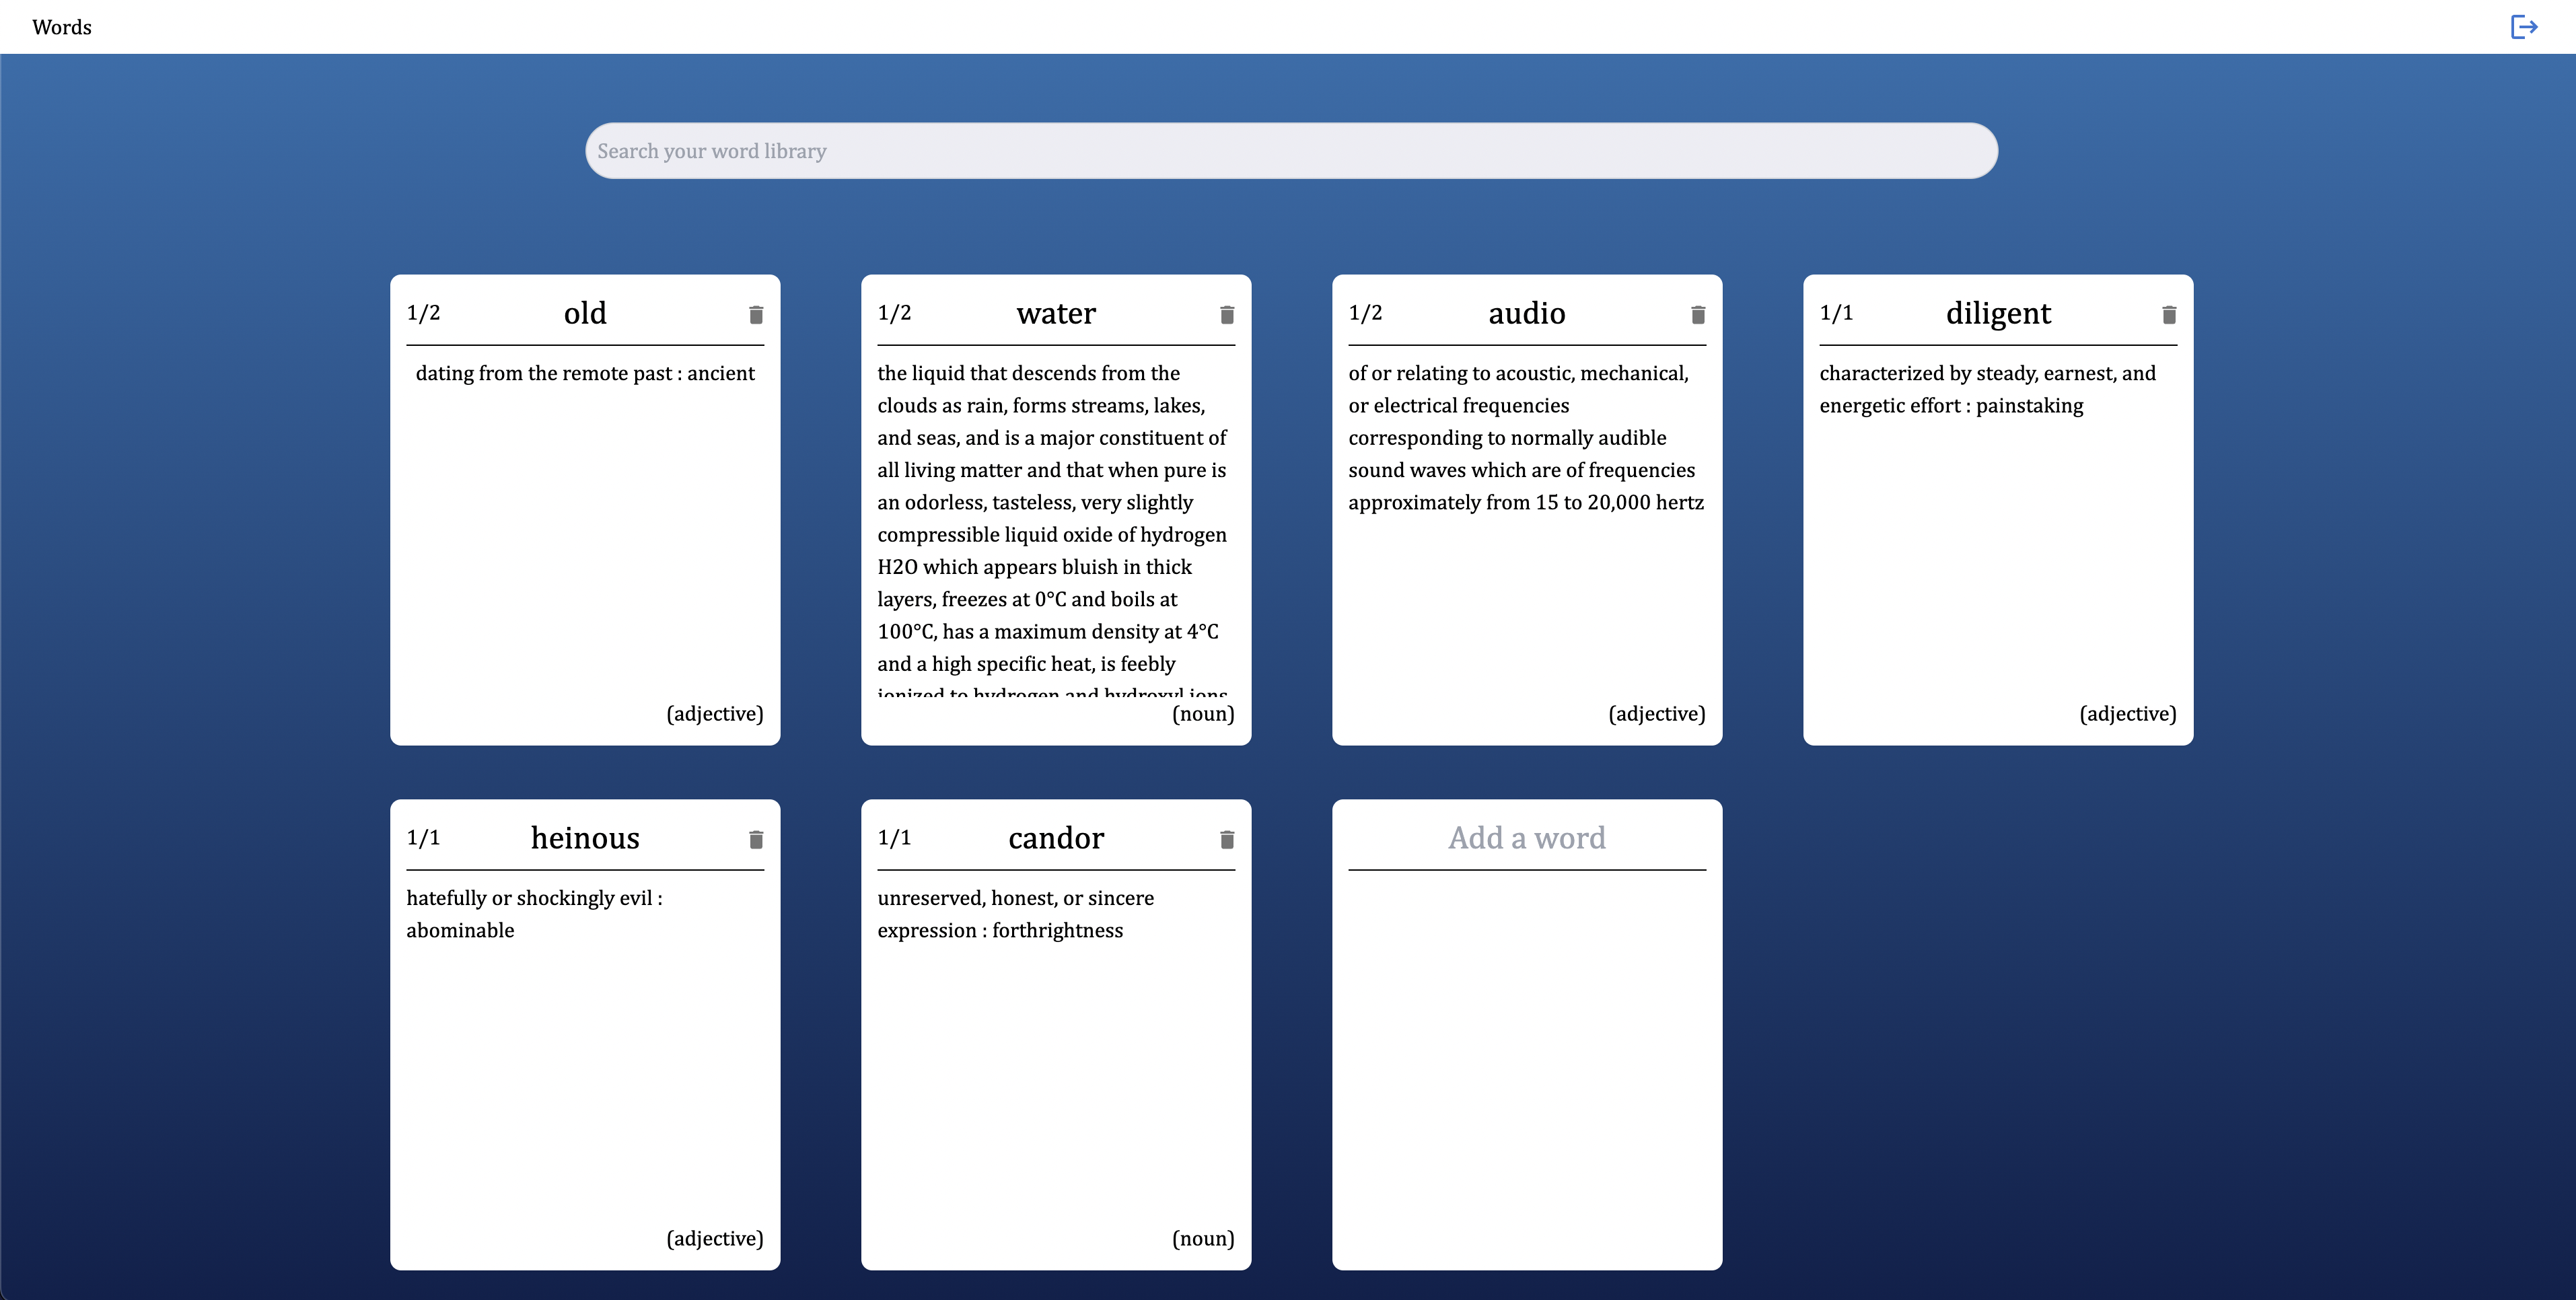 Words
Search your word library
1/2 old
dating from the remote past : ancient
(adjective)
1/2 water
the liquid that descends from the
clouds as rain, forms streams, lakes,
and seas, and is a major constituent of
all living matter and that when pure is
an odorless, tasteless, very slightly
compressible liquid oxide of hydrogen
H2O which appears bluish in thick
layers, freezes at 0°C and boils at
100°C, has a maximum density at 4°C
and a high specific heat, is feebly
ionized to hydrogen and hydroxyl ions
(noun)
1/2 audio
of or relating to acoustic, mechanical,
or electrical frequencies
corresponding to normally audible
sound waves which are of frequencies
approximately from 15 to 20,000 hertz
(adjective)
1/1 diligent
characterized by steady, earnest, and
energetic effort : painstaking
(adjective)
1/1 heinous
hatefully or shockingly evil :
abominable
(adjective)
1/1 candor
unreserved, honest, or sincere
expression : forthrightness
(noun)
Add a word